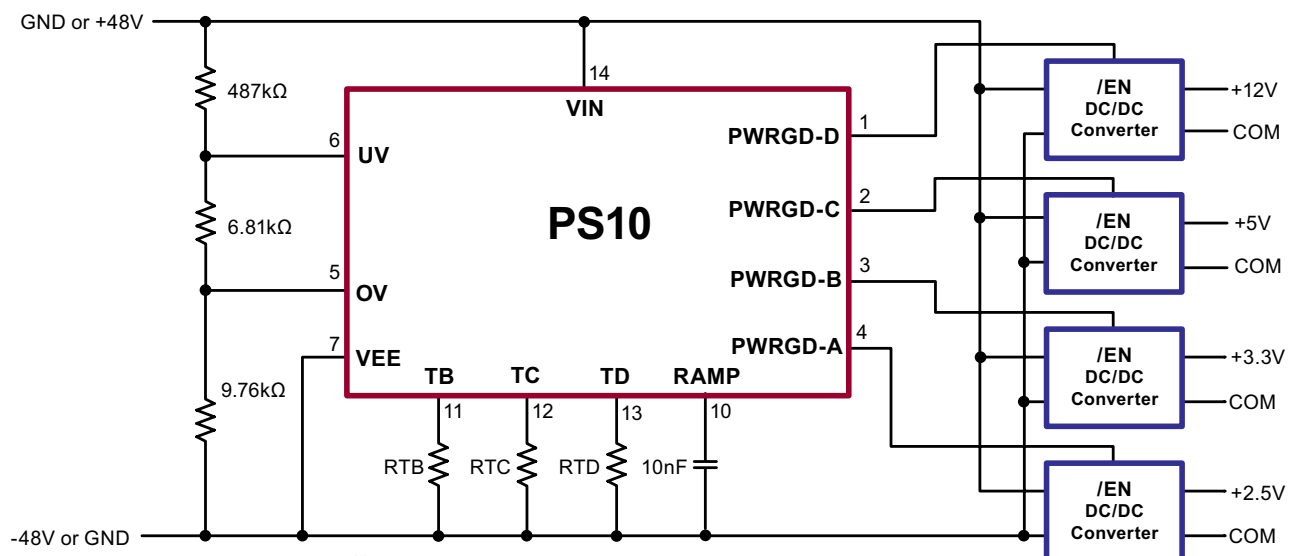 GND or +48V
487kΩ
6.81kΩ
9.76kΩ
-48V or GND
14
VIN
6
UV
5
OV
7
VEE
PS10
1
PWRGD-D
2
PWRGD-C
3
PWRGD-B
4
PWRGD-A
TB
TC
TD
RAMP
11
12
13
10
RTB
RTC
RTD
10nF
/EN
DC/DC
Converter
+12V
COM
/EN
DC/DC
Converter
+5V
COM
/EN
DC/DC
Converter
+3.3V
COM
/EN
DC/DC
Converter
+2.5V
COM